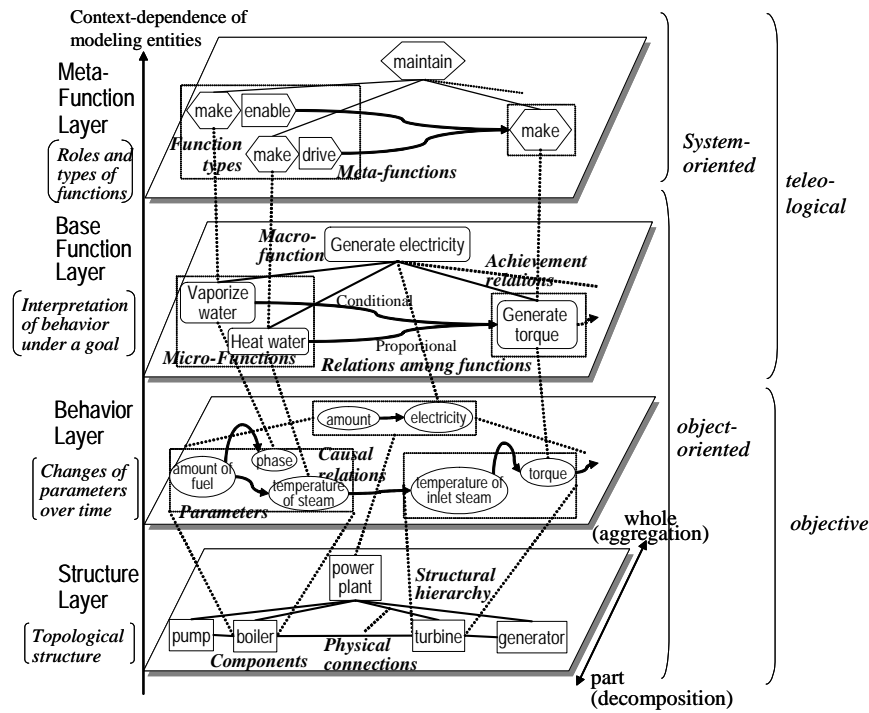 Context-dependence of
modeling entities
Meta-
Function
Layer
Roles and
types of
functions
maintain
make
enable
Function
types
make
drive
Meta-functions
make
System-
oriented
teleo-
logical
Base
Function
Layer
Interpretation
of behavior
under a goal
Macro-
function
Generate electricity
Achievement
relations
Vaporize
water
Conditional
Generate
torque
Heat water
Proportional
Micro-Functions
Relations among functions
Behavior
Layer
Changes of
parameters
over time
amount
electricity
object-
oriented
amount of
fuel
phase
Causal
relations
temperature
of steam
temperature
of inlet steam
torque
Parameters
whole
(aggregation)
objective
Structure
Layer
Topological
structure
power
plant
Structural
hierarchy
pump
boiler
turbine
generator
Components
Physical
connections
part
(decomposition)